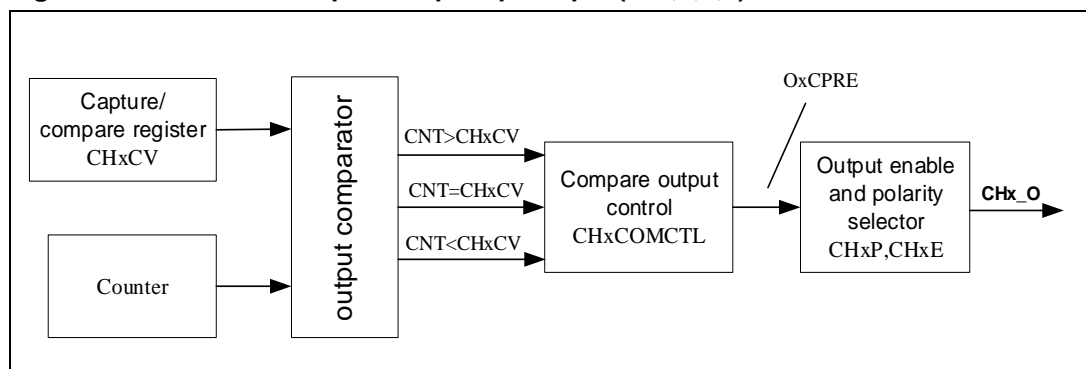 Capture/
compare register
CHxCV
Counter
output comparator
CNT>CHxCV
CNT=CHxCV
CNT<CHxCV
Compare output
control
CHxCOMCTL
OxCPRE
Output enable
and polarity
selector
CHxP,CHxE
CHx_O